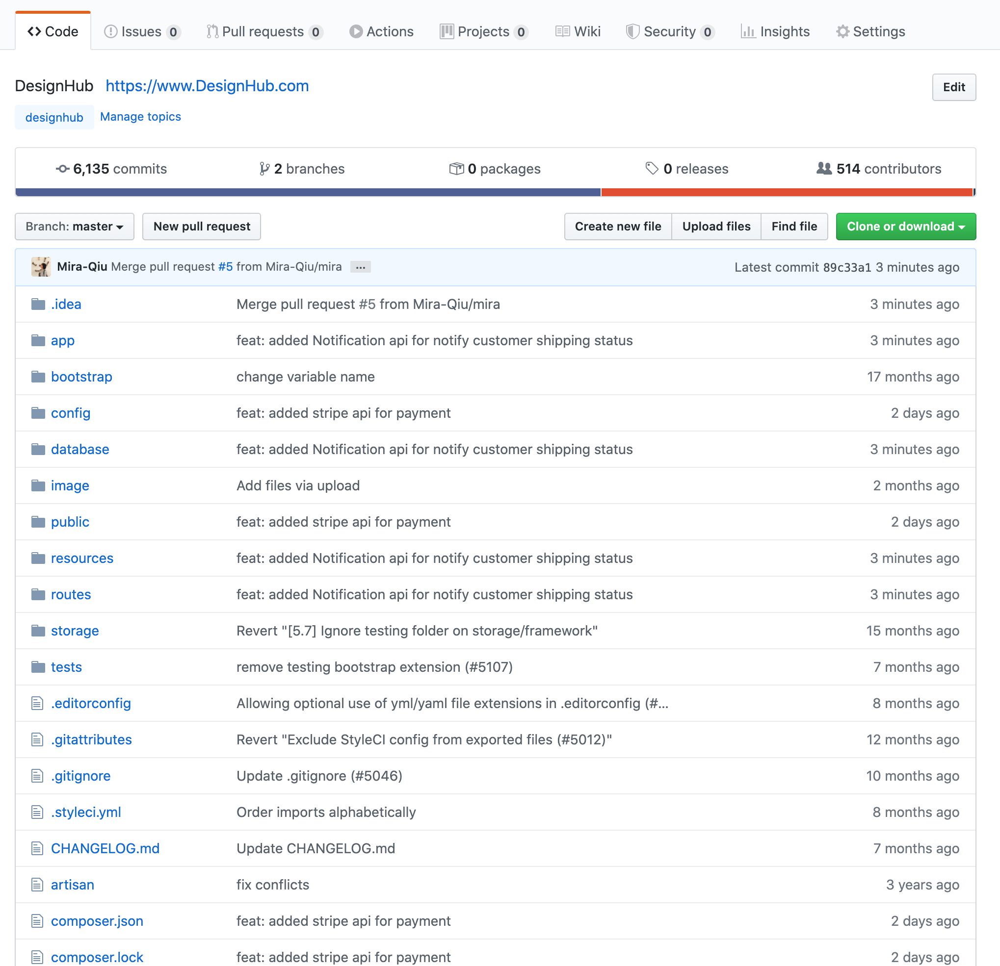 Code Issues 0 Pull requests 0 Actions Projects 0 Wiki Security 0 Insights Settings
DesignHub https://www.DesignHub.com Edit
designhub Manage topics
6,135 commits 2 branches 0 packages 0 releases 514 contributors
Branch: master New pull request Create new file Upload files Find file Clone or download
Mira-Qiu Merge pull request #5 from Mira-Qiu/mira ... Latest commit 89c33a1 3 minutes ago
.idea Merge pull request #5 from Mira-Qiu/mira 3 minutes ago
app feat: added Notification api for notify customer shipping status 3 minutes ago
bootstrap change variable name 17 months ago
config feat: added stripe api for payment 2 days ago
database feat: added Notification api for notify customer shipping status 3 minutes ago
image Add files via upload 2 months ago
public feat: added stripe api for payment 2 days ago
resources feat: added Notification api for notify customer shipping status 3 minutes ago
routes feat: added Notification api for notify customer shipping status 3 minutes ago
storage Revert "[5.7] Ignore testing folder on storage/framework" 15 months ago
tests remove testing bootstrap extension (#5107) 7 months ago
.editorconfig Allowing optional use of yml/yaml file extensions in .editorconfig (#... 8 months ago
.gitattributes Revert "Exclude StyleCI config from exported files (#5012)" 12 months ago
.gitignore Update .gitignore (#5046) 10 months ago
.styleci.yml Order imports alphabetically 8 months ago
CHANGELOG.md Update CHANGELOG.md 7 months ago
artisan fix conflicts 3 years ago
composer.json feat: added stripe api for payment 2 days ago
composer.lock feat: added stripe api for payment 2 days ago